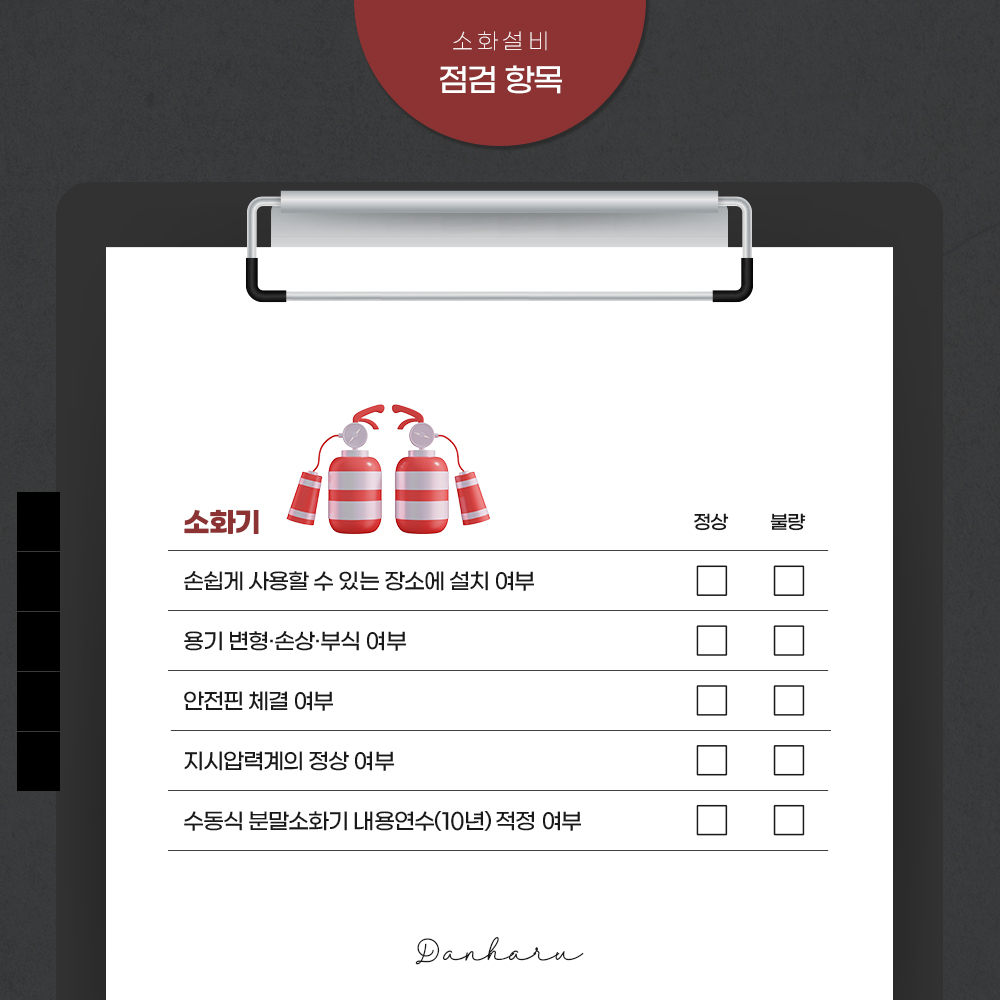 소화설비
점검 항목
소화기 정상 불량
손쉽게 사용할 수 있는 장소에 설치 여부
용기 변형·손상·부식 여부
안전핀 체결 여부
지시압력계의 정상 여부
수동식 분말소화기 내용연수(10년) 적정 여부
Danharu